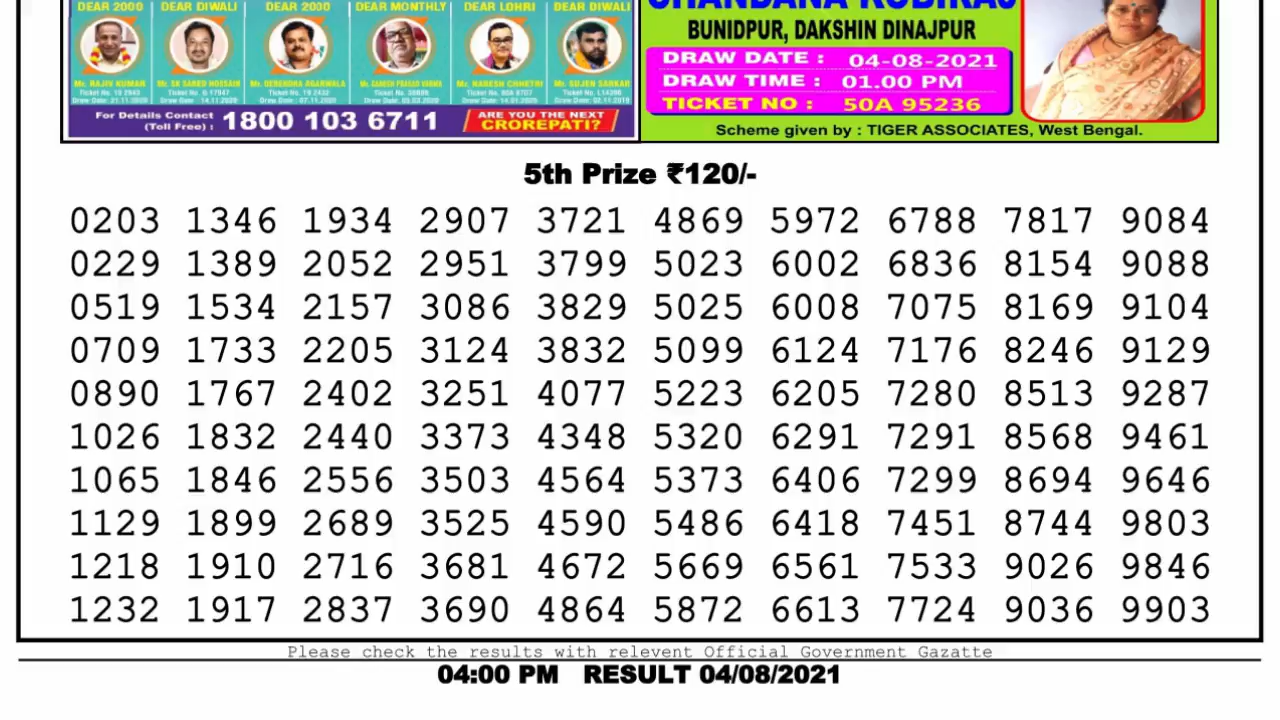 DEAR 2000 DEAR DIWALI DEAR 2000 DEAR MONTHLY DEAR LOHRI DEAR DIWALI
Mr. RAJIV KUMAR Mr. SK SABED HOSSAIN Mr. DEBENDRA AGARWALA Mr. GANESH PRASAD VERMA Mr. NARESH CHHETRI Mr. SUJEN SARKAR
For Details Contact
(Toll Free) : 1800 103 6711
ARE YOU THE NEXT
CROREPATI?
CHANDANA KUBIRAJ
BUNIDPUR, DAKSHIN DINAJPUR
DRAW DATE : 04-08-2021
DRAW TIME : 01.00 PM
TICKET NO : 50A 95236
Scheme given by : TIGER ASSOCIATES, West Bengal.
5th Prize ₹120/-
0203 1346 1934 2907 3721 4869 5972 6788 7817 9084
0229 1389 2052 2951 3799 5023 6002 6836 8154 9088
0519 1534 2157 3086 3829 5025 6008 7075 8169 9104
0709 1733 2205 3124 3832 5099 6124 7176 8246 9129
0890 1767 2402 3251 4077 5223 6205 7280 8513 9287
1026 1832 2440 3373 4348 5320 6291 7291 8568 9461
1065 1846 2556 3503 4564 5373 6406 7299 8694 9646
1129 1899 2689 3525 4590 5486 6418 7451 8744 9803
1218 1910 2716 3681 4672 5669 6561 7533 9026 9846
1232 1917 2837 3690 4864 5872 6613 7724 9036 9903
Please check the results with relevent Official Government Gazatte
04:00 PM RESULT 04/08/2021